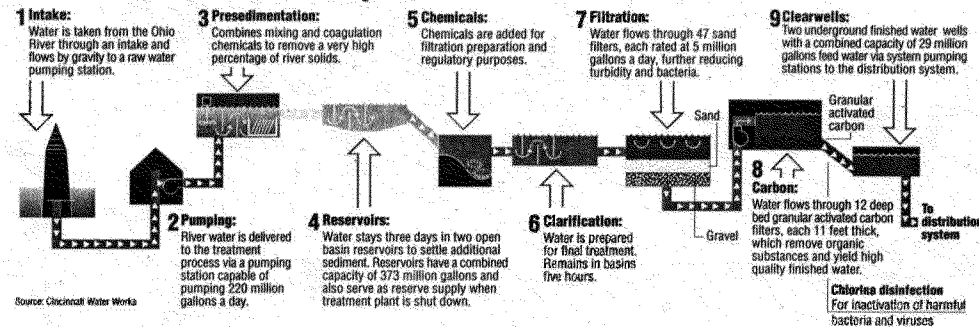 1 Intake:
Water is taken from the Ohio
River through an intake and
flows by gravity to a raw water
pumping station.
2 Pumping:
River water is delivered
to the treatment
process via a pumping
station capable of
pumping 220 million
gallons a day.
3 Presedimentation:
Combines mixing and coagulation
chemicals to remove a very high
percentage of river solids.
4 Reservoirs:
Water stays three days in two open
basin reservoirs to settle additional
sediment. Reservoirs have a combined
capacity of 373 million gallons and
also serve as reserve supply when
treatment plant is shut down.
5 Chemicals:
Chemicals are added for
filtration preparation and
regulatory purposes.
6 Clarification:
Water is prepared
for final treatment.
Remains in basins
five hours.
7 Filtration:
Water flows through 47 sand
filters, each rated at 5 million
gallons a day, further reducing
turbidity and bacteria.
Sand
Gravel
8 Carbon:
Water flows through 12 deep
bed granular activated carbon
filters, each 11 feet thick,
which remove organic
substances and yield high
quality finished water.
Granular
activated
carbon
9 Clearwells:
Two underground finished water wells
with a combined capacity of 29 million
gallons feed water via system pumping
stations to the distribution system.
To
distribution
system
Chlorine disinfection
For inactivation of harmful
bacteria and viruses
Source: Cincinnati Water Works